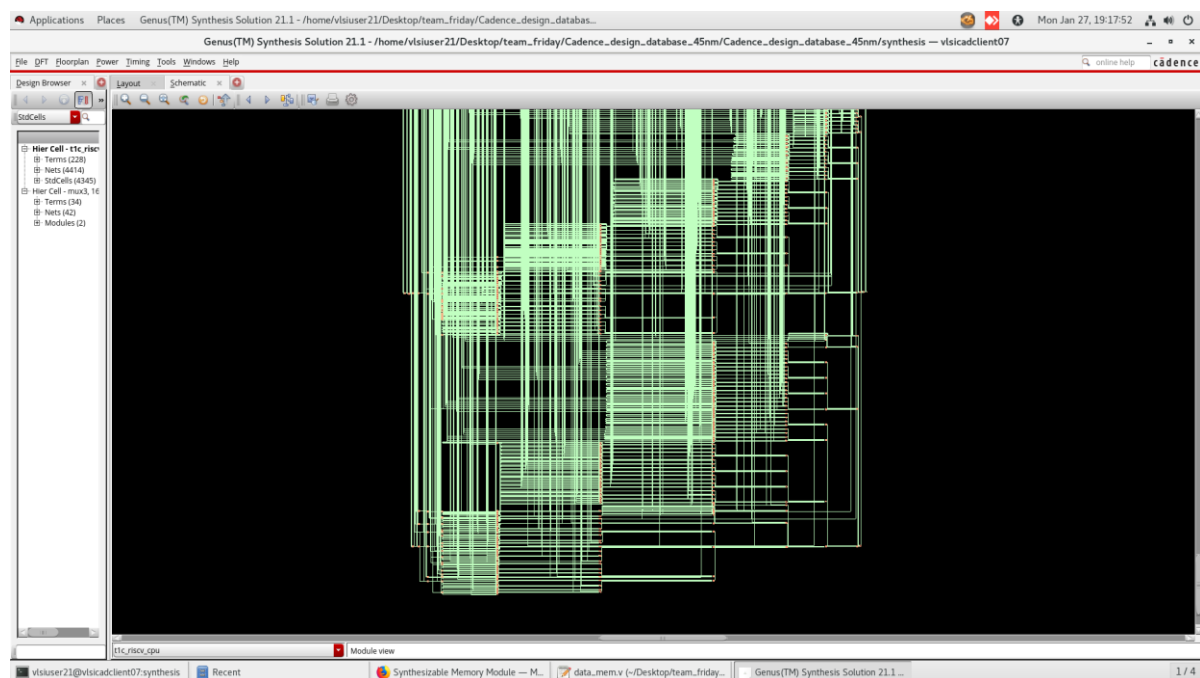 Applications Places Genus(TM) Synthesis Solution 21.1 - /home/vlsiuser21/Desktop/team_friday/Cadence_design_databas... Mon Jan 27, 19:17:52
Genus(TM) Synthesis Solution 21.1 - /home/vlsiuser21/Desktop/team_friday/Cadence_design_database_45nm/Cadence_design_database_45nm/synthesis — vlsicadclient07
File DFT Floorplan Power Timing Tools Windows Help online help cādence
Design Browser Layout Schematic
StdCells
Hier Cell - t1c_riscv
Terms (228)
Nets (4414)
StdCells (4345)
Hier Cell - mux3, 16
Terms (34)
Nets (42)
Modules (2)
t1c_riscv_cpu Module view
vlsiuser21@vlsicadclient07:synthesis Recent Synthesizable Memory Module — M... data_mem.v (~/Desktop/team_friday... Genus(TM) Synthesis Solution 21.1 ... 1 / 4